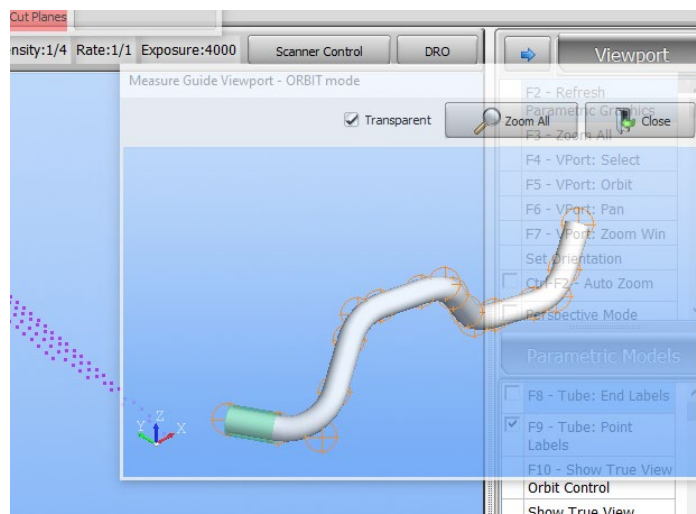 Cut Planes
nsity:1/4 Rate:1/1 Exposure:4000 Scanner Control DRO
Viewport
Measure Guide Viewport - ORBIT mode
F2 - Refresh
Parametric Graphics
Transparent Zoom All Close
F3 - Zoom All
F4 - VPort: Select
F5 - VPort: Orbit
F6 - VPort: Pan
F7 - VPort: Zoom Win
Set Orientation
Ctrl-F2 - Auto Zoom
Perspective Mode
Parametric Models
F8 - Tube: End Labels
F9 - Tube: Point
Labels
F10 - Show True View
Orbit Control
Show True View
Z
Y
X